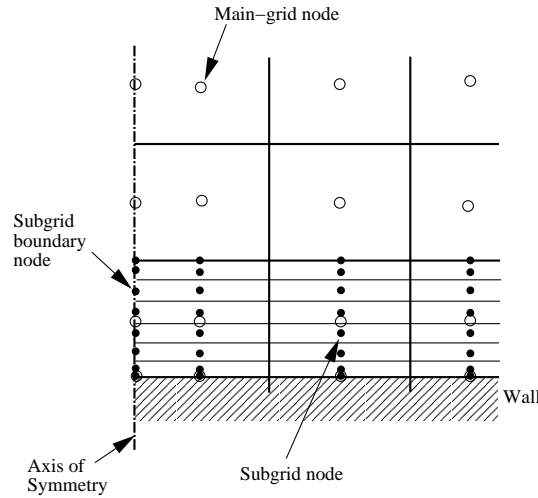 Main−grid node
Subgrid
boundary
node
Wall
Axis of
Symmetry
Subgrid node